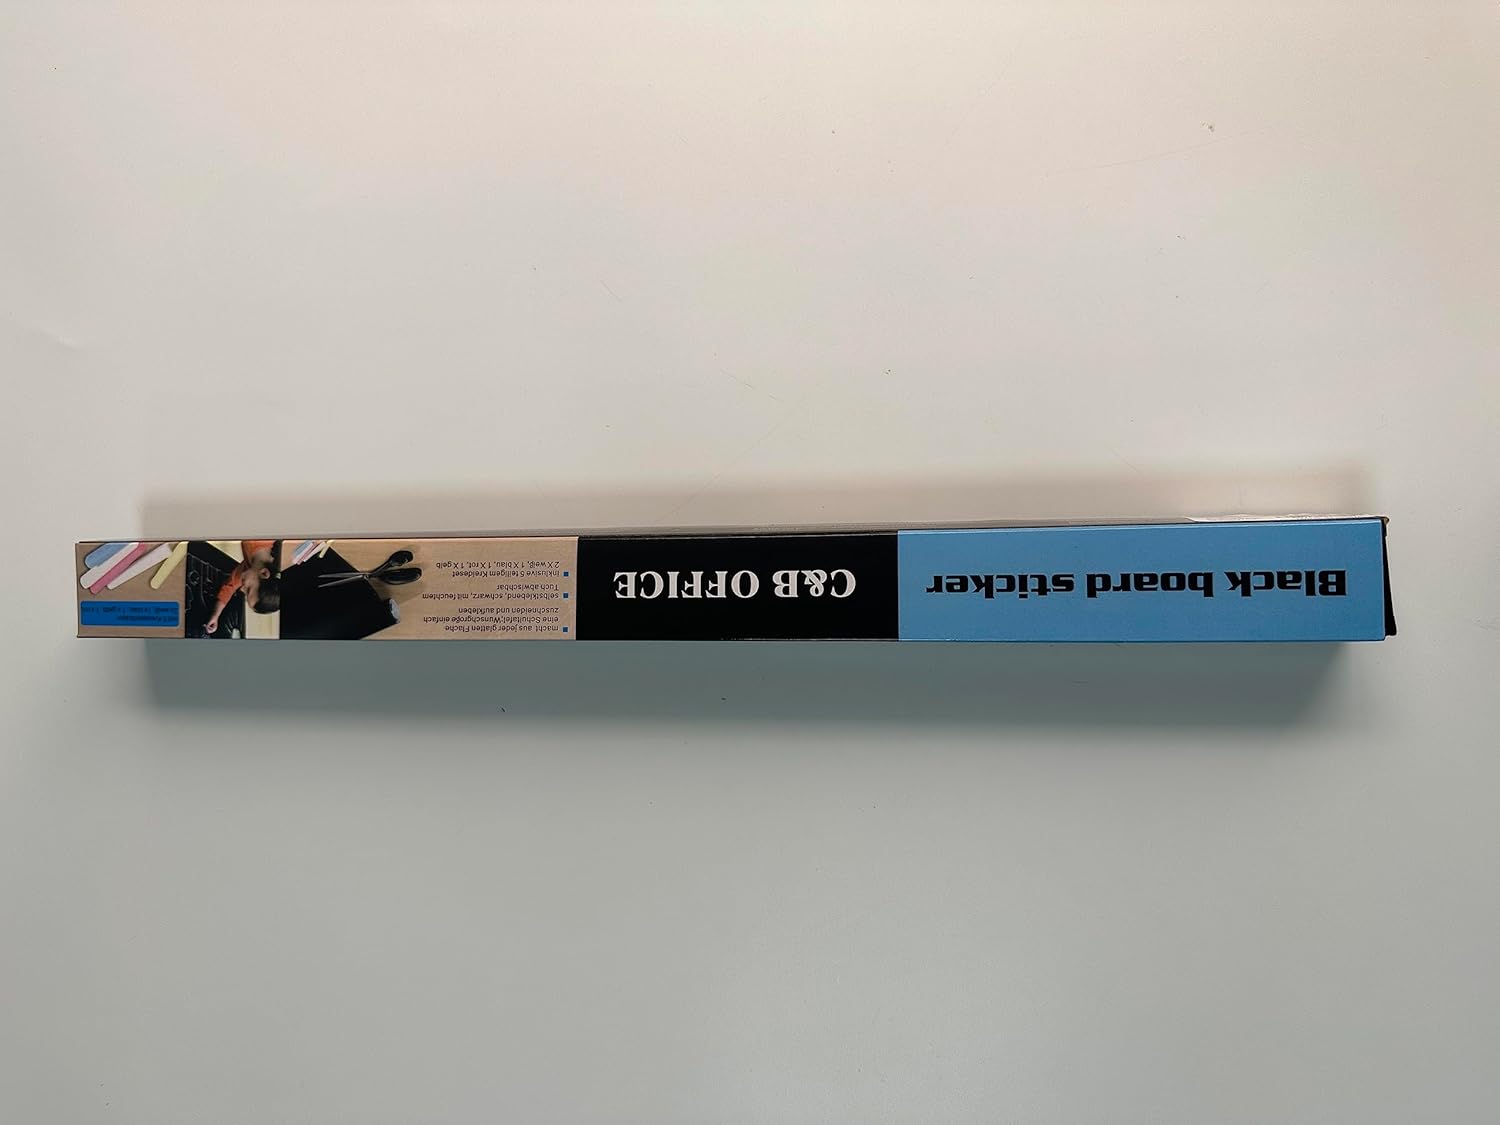 Black board sticker
C&B OFFICE
macht aus jeder glatten Fläche
eine Schultafel, Wunschgroße einfach
zuschneiden und aufkleben
selbstklebend, schwarz, mit feuchtem
Tuch abwischbar
Inklusive 5 teiligem Kreideset
2 X weiß, 1 X blau, 1 X rot, 1 X gelb